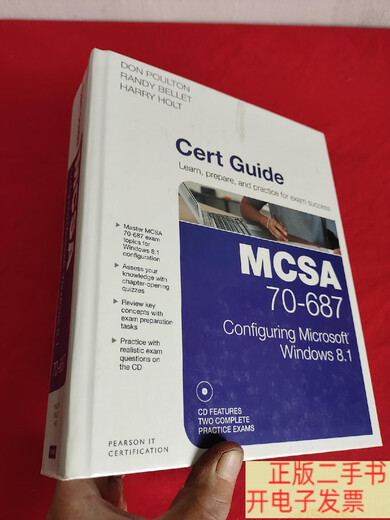 DON POULTON
RANDY BELLET
HARRY HOLT
Cert Guide
Learn, prepare, and practice for exam success
Master MCSA
70-687 exam
topics for
Windows 8.1
configuration
Assess your
knowledge with
chapter-opening
quizzes
Review key
concepts with
exam preparation
tasks
Practice with
realistic exam
questions on
the CD
MCSA
70-687
Configuring Microsoft®
Windows 8.1
CD FEATURES
TWO COMPLETE
PRACTICE EXAMS
PEARSON IT
CERTIFICATION
MCSA
70-687
正版二手书
开电子发票